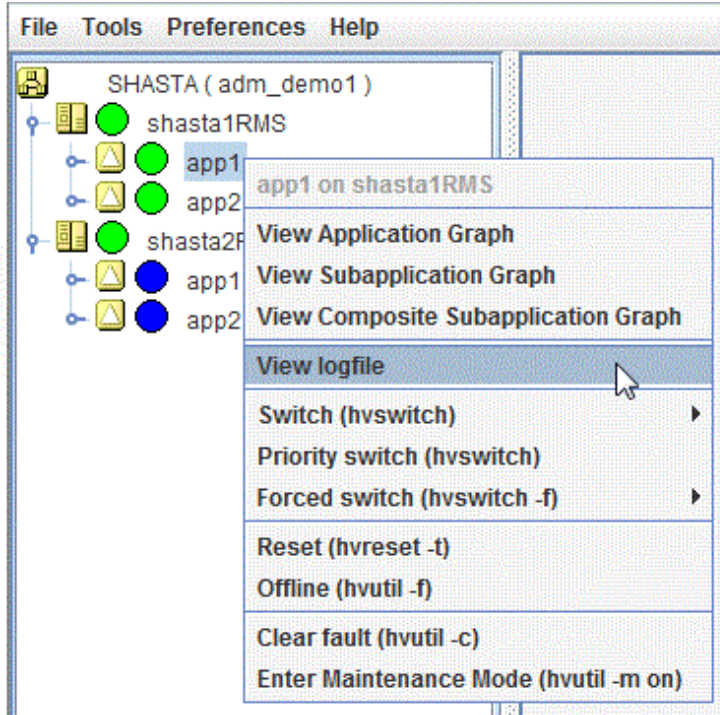 File Tools Preferences Help
SHASTA ( adm_demo1 )
shasta1RMS
app1
app2
shasta2
app1
app2
app1 on shasta1RMS
View Application Graph
View Subapplication Graph
View Composite Subapplication Graph
View logfile
Switch (hvswitch)
Priority switch (hvswitch)
Forced switch (hvswitch -f)
Reset (hvreset -t)
Offline (hvutil -f)
Clear fault (hvutil -c)
Enter Maintenance Mode (hvutil -m on)